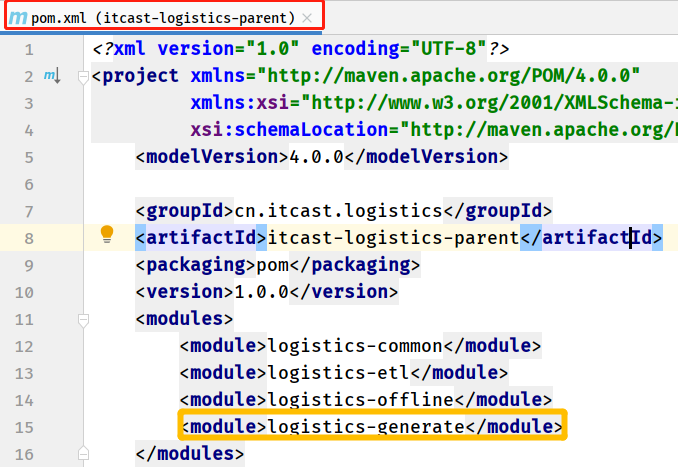 m pom.xml (itcast-logistics-parent) ×
1 <?xml version="1.0" encoding="UTF-8"?>
2 m <project xmlns="http://maven.apache.org/POM/4.0.0"
3 xmlns:xsi="http://www.w3.org/2001/XMLSchema-
4 xsi:schemaLocation="http://maven.apache.org/
5 <modelVersion>4.0.0</modelVersion>
6
7 <groupId>cn.itcast.logistics</groupId>
8 <artifactId>itcast-logistics-parent</artifactId>
9 <packaging>pom</packaging>
10 <version>1.0.0</version>
11 <modules>
12 <module>logistics-common</module>
13 <module>logistics-etl</module>
14 <module>logistics-offline</module>
15 <module>logistics-generate</module>
16 </modules>